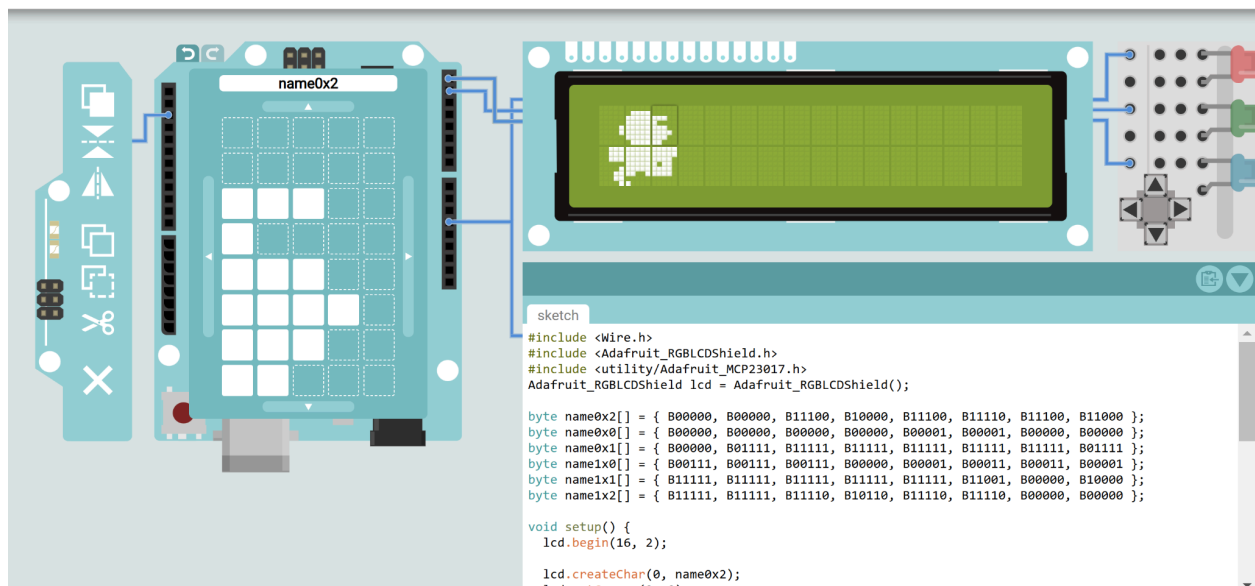 name0x2
sketch
#include <Wire.h>
#include <Adafruit_RGBLCDShield.h>
#include <utility/Adafruit_MCP23017.h>
Adafruit_RGBLCDShield lcd = Adafruit_RGBLCDShield();
byte name0x2[] = { B00000, B00000, B11100, B10000, B11100, B11110, B11100, B11000 };
byte name0x0[] = { B00000, B00000, B00000, B00000, B00001, B00001, B00000, B00000 };
byte name0x1[] = { B00000, B01111, B11111, B11111, B11111, B11111, B11111, B01111 };
byte name1x0[] = { B00111, B00111, B00111, B00000, B00001, B00011, B00011, B00001 };
byte name1x1[] = { B11111, B11111, B11111, B11111, B11111, B11001, B00000, B10000 };
byte name1x2[] = { B11111, B11111, B11110, B10110, B11110, B11110, B00000, B00000 };
void setup() {
lcd.begin(16, 2);
lcd.createChar(0, name0x2);